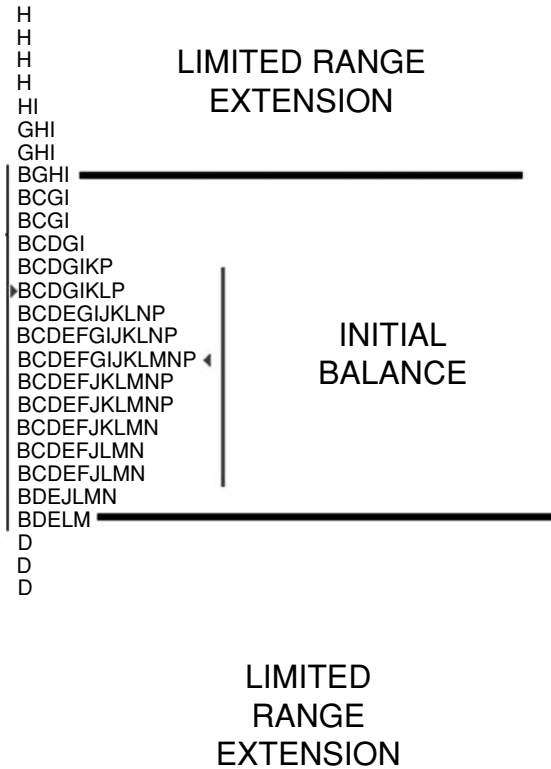 H
H
H
H
HI
GHI
GHI
BGHI
BCGI
BCGI
BCDGI
BCDGIKP
BCDGIKLP
BCDEGIJKLNP
BCDEFGIJKLNP
BCDEFGIJKLMNP
BCDEFJKLMNP
BCDEFJKLMNP
BCDEFJKLMN
BCDEFJLMN
BCDEFJLMN
BDEJLMN
BDELM
D
D
D
LIMITED RANGE
EXTENSION
INITIAL
BALANCE
LIMITED
RANGE
EXTENSION